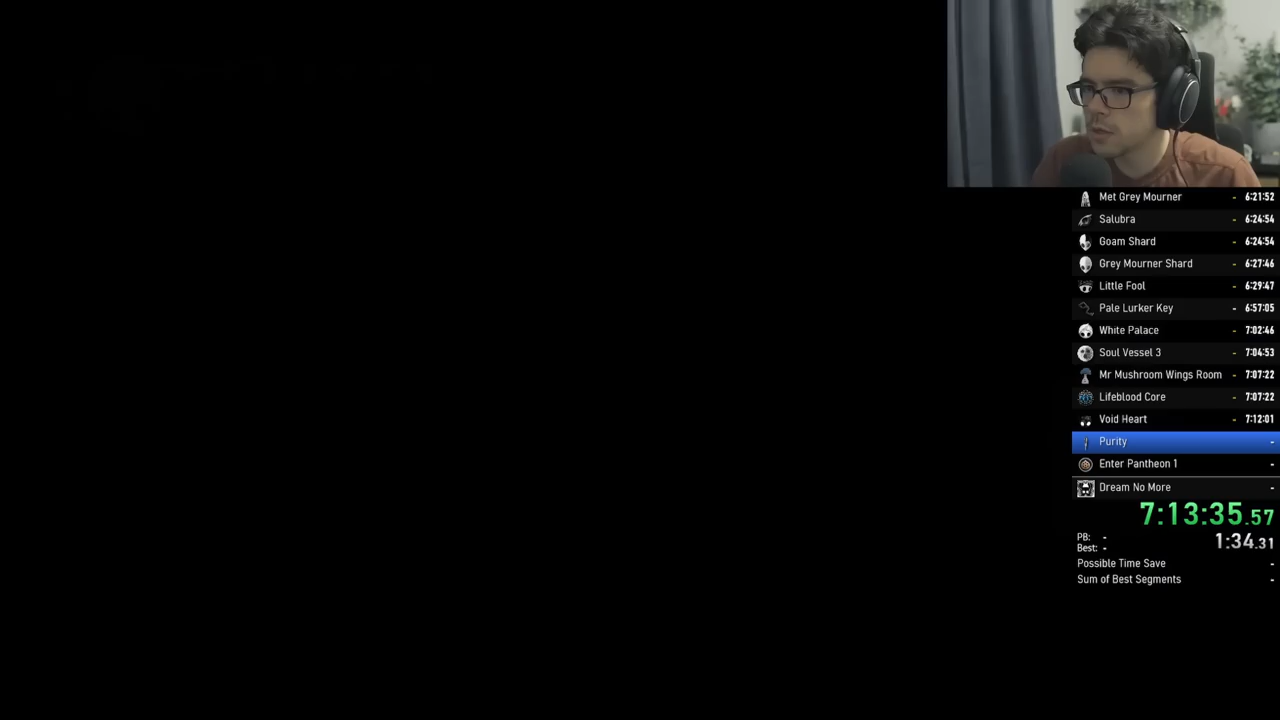 Met Grey Mourner - 6:21:52
Salubra - 6:24:54
Goam Shard - 6:24:54
Grey Mourner Shard - 6:27:46
Little Fool - 6:29:47
Pale Lurker Key - 6:57:05
White Palace - 7:02:46
Soul Vessel 3 - 7:04:53
Mr Mushroom Wings Room - 7:07:22
Lifeblood Core - 7:07:22
Void Heart - 7:12:01
Purity -
Enter Pantheon 1 -
Dream No More -
7:13:35.57
PB: - 1:34.31
Best: -
Possible Time Save -
Sum of Best Segments -